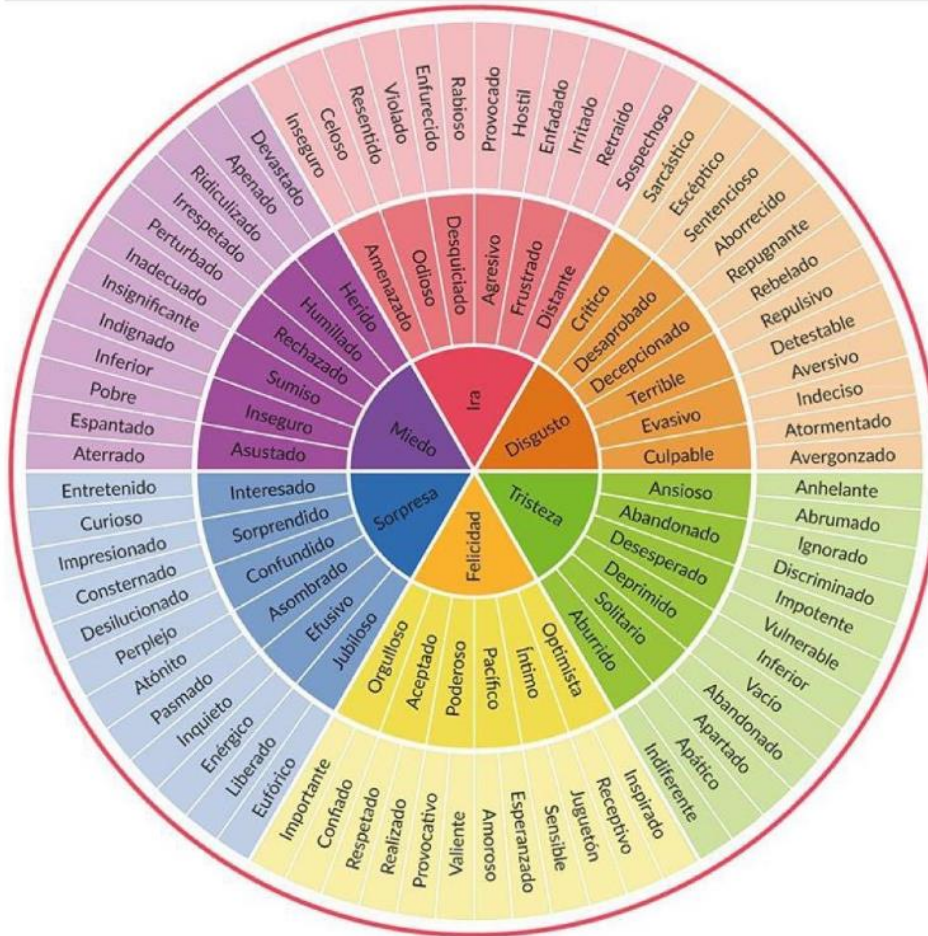 Ira
Amenazado
Odioso
Desquiciado
Agresivo
Frustrado
Distante
Inseguro
Celoso
Resentido
Violado
Enfurecido
Rabioso
Provocado
Hostil
Enfadado
Irritado
Retraído
Sospechoso
Disgusto
Crítico
Desaprobado
Decepcionado
Terrible
Evasivo
Culpable
Sarcástico
Escéptico
Sentencioso
Aborrecido
Repugnante
Rebelado
Repulsivo
Detestable
Aversivo
Indeciso
Atormentado
Avergonzado
Tristeza
Ansioso
Abandonado
Desesperado
Deprimido
Solitario
Aburrido
Anhelante
Abrumado
Ignorado
Discriminado
Impotente
Vulnerable
Inferior
Vacío
Abandonado
Apartado
Apático
Indiferente
Felicidad
Optimista
Íntimo
Pacífico
Poderoso
Aceptado
Orgulloso
Inspirado
Receptivo
Juguetón
Sensible
Esperanzado
Amoroso
Valiente
Provocativo
Realizado
Respetado
Confiado
Importante
Sorpresa
Jubiloso
Efusivo
Asombrado
Confundido
Sorprendido
Interesado
Eufórico
Liberado
Enérgico
Inquieto
Pasmado
Atónito
Perplejo
Desilucionado
Consternado
Impresionado
Curioso
Entretenido
Miedo
Asustado
Inseguro
Sumiso
Rechazado
Humillado
Herido
Aterrado
Espantado
Pobre
Inferior
Indignado
Insignificante
Inadecuado
Perturbado
Irrespetado
Ridiculizado
Apenado
Devastado